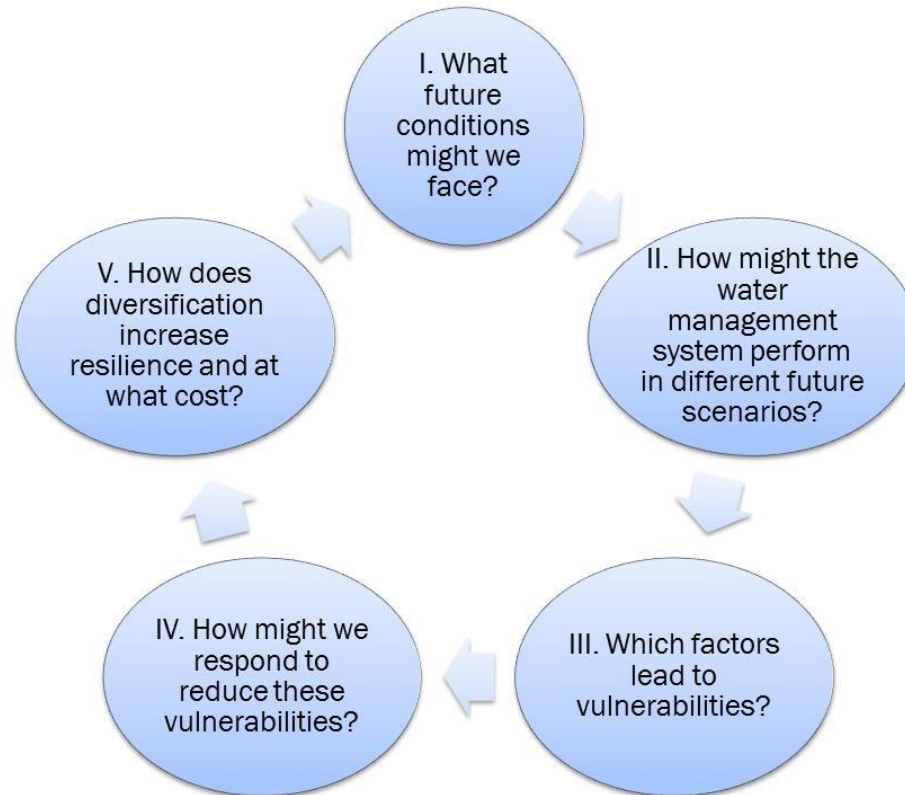 I. What
future
conditions
might we
face?
II. How might the
water
management
system perform
in different future
scenarios?
III. Which factors
lead to
vulnerabilities?
IV. How might we
respond to
reduce these
vulnerabilities?
V. How does
diversification
increase
resilience and at
what cost?